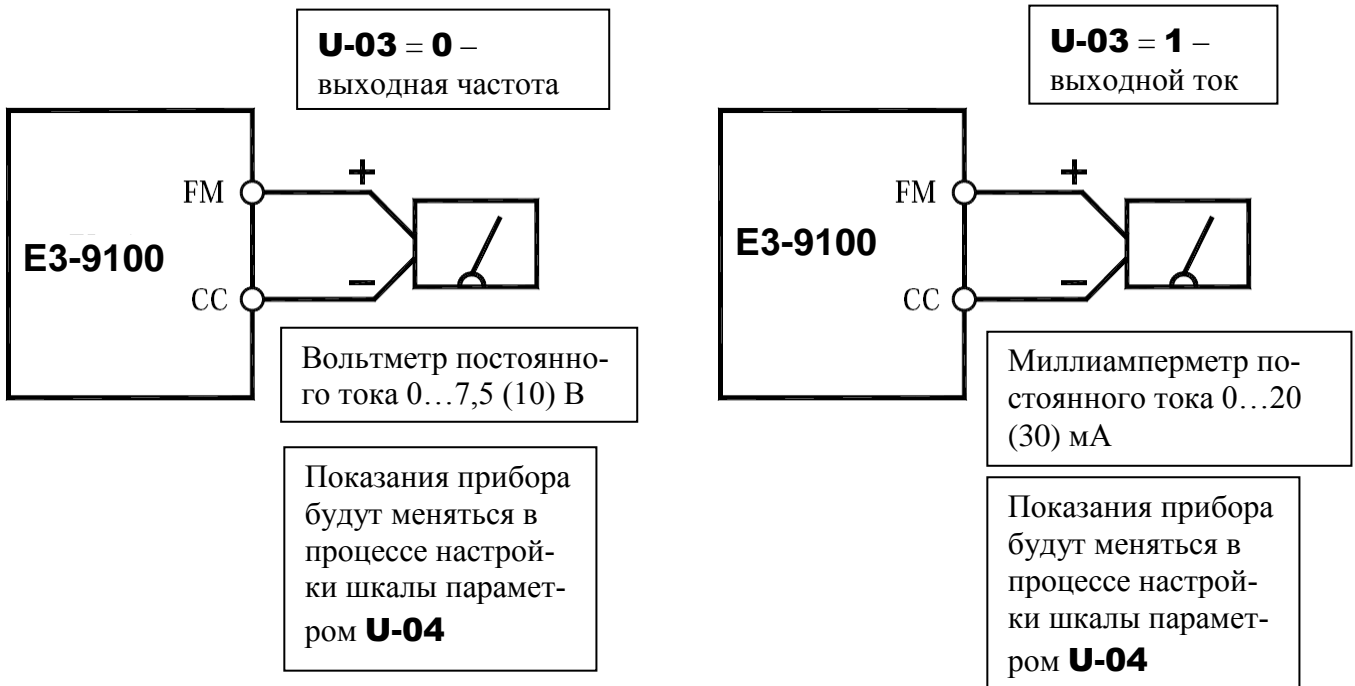 U-03 = 0 –
выходная частота
FM
+
E3-9100
–
CC
Вольтметр постоянно-
го тока 0…7,5 (10) В
Показания прибора
будут меняться в
процессе настрой-
ки шкалы парамет-
ром U-04
U-03 = 1 –
выходной ток
FM
+
E3-9100
–
CC
Миллиамперметр по-
стоянного тока 0…20
(30) мА
Показания прибора
будут меняться в
процессе настрой-
ки шкалы парамет-
ром U-04